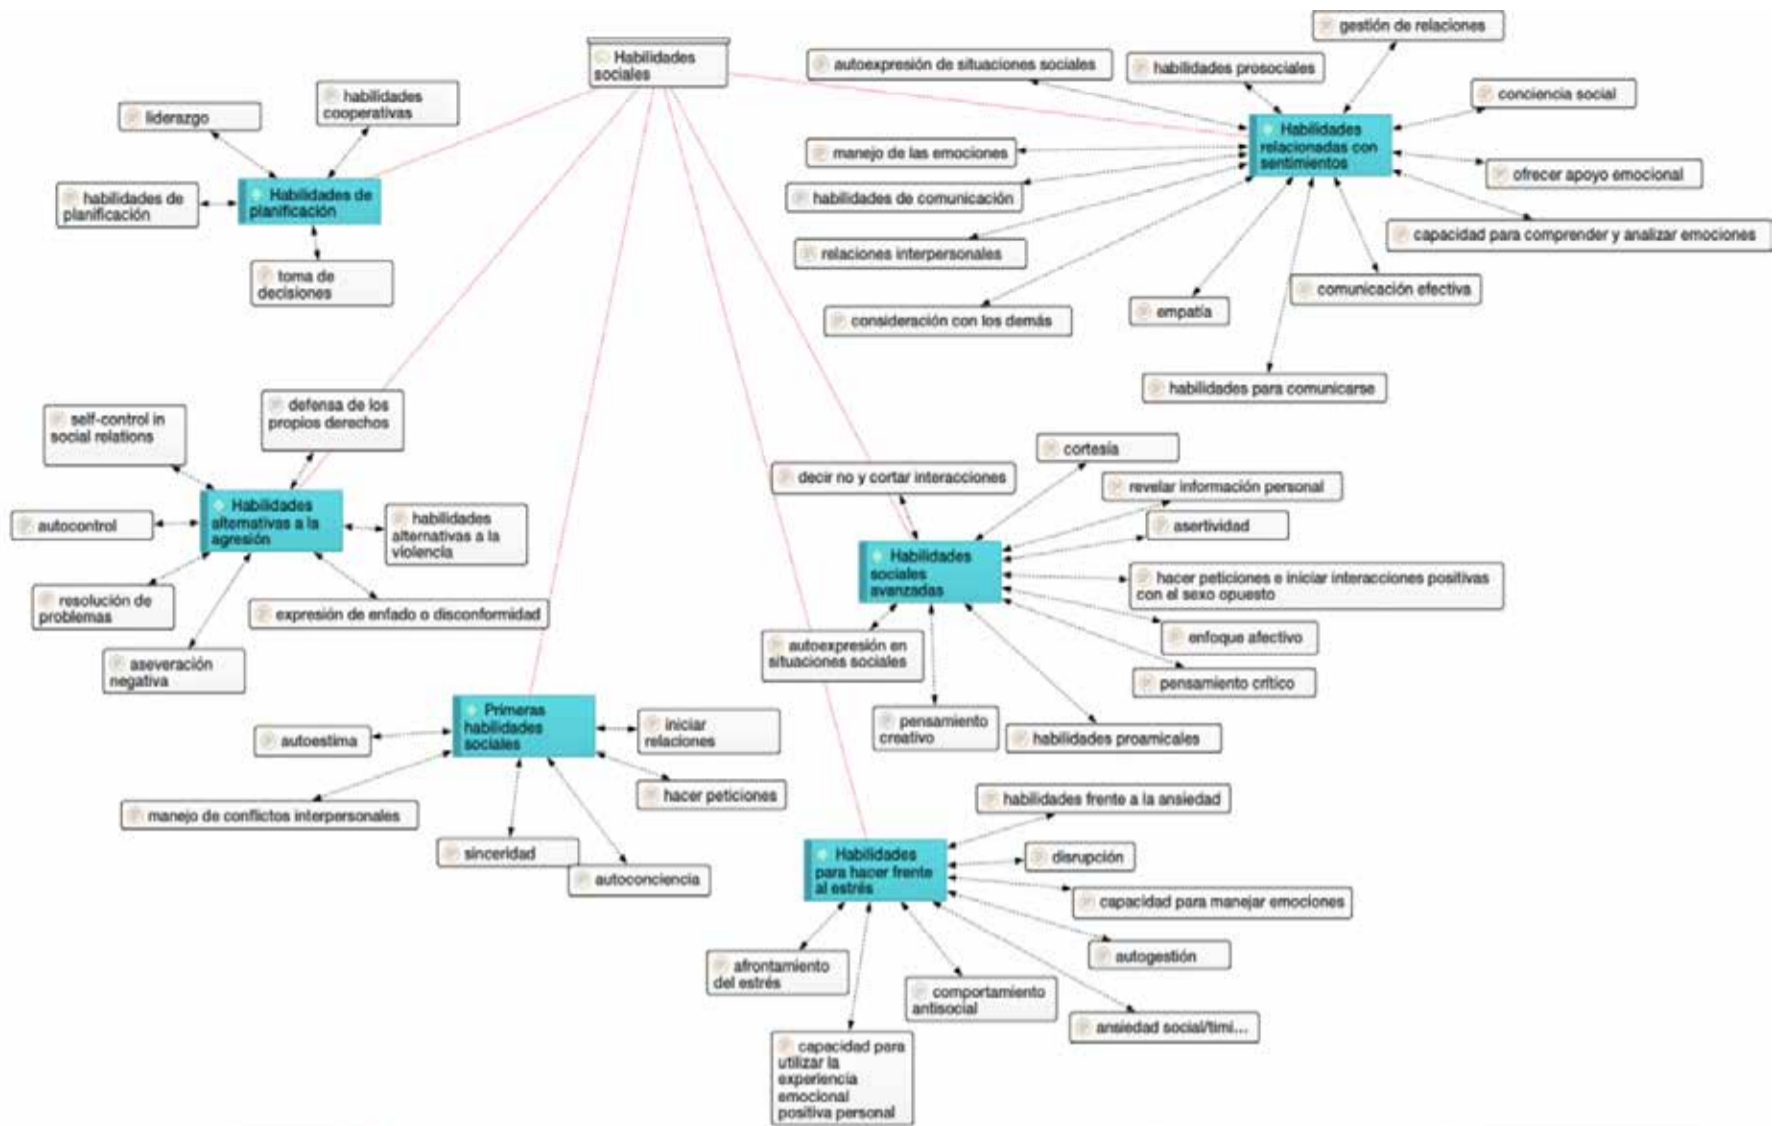 Habilidades
sociales
liderazgo
habilidades
cooperativas
habilidades de
planificación
Habilidades de
planificación
toma de
decisiones
gestión de relaciones
autoexpresión de situaciones sociales
habilidades prosociales
conciencia social
Habilidades
relacionadas con
sentimientos
manejo de las emociones
ofrecer apoyo emocional
habilidades de comunicación
capacidad para comprender y analizar emociones
relaciones interpersonales
comunicación efectiva
empatía
consideración con los demás
habilidades para comunicarse
self-control in
social relations
defensa de los
propios derechos
Habilidades
alternativas a la
agresión
autocontrol
habilidades
alternativas a la
violencia
resolución de
problemas
expresión de enfado o disconformidad
aseveración
negativa
cortesía
decir no y cortar interacciones
revelar información personal
asertividad
Habilidades
sociales
avanzadas
hacer peticiones e iniciar interacciones positivas
con el sexo opuesto
enfoque afectivo
autoexpresión en
situaciones sociales
pensamiento crítico
pensamiento
creativo
habilidades proamicales
Primeras
habilidades
sociales
autoestima
iniciar
relaciones
hacer peticiones
manejo de conflictos interpersonales
sinceridad
autoconciencia
habilidades frente a la ansiedad
Habilidades
para hacer frente
al estrés
disrupción
capacidad para manejar emociones
autogestión
afrontamiento
del estrés
comportamiento
antisocial
ansiedad social/timi...
capacidad para
utilizar la
experiencia
emocional
positiva personal